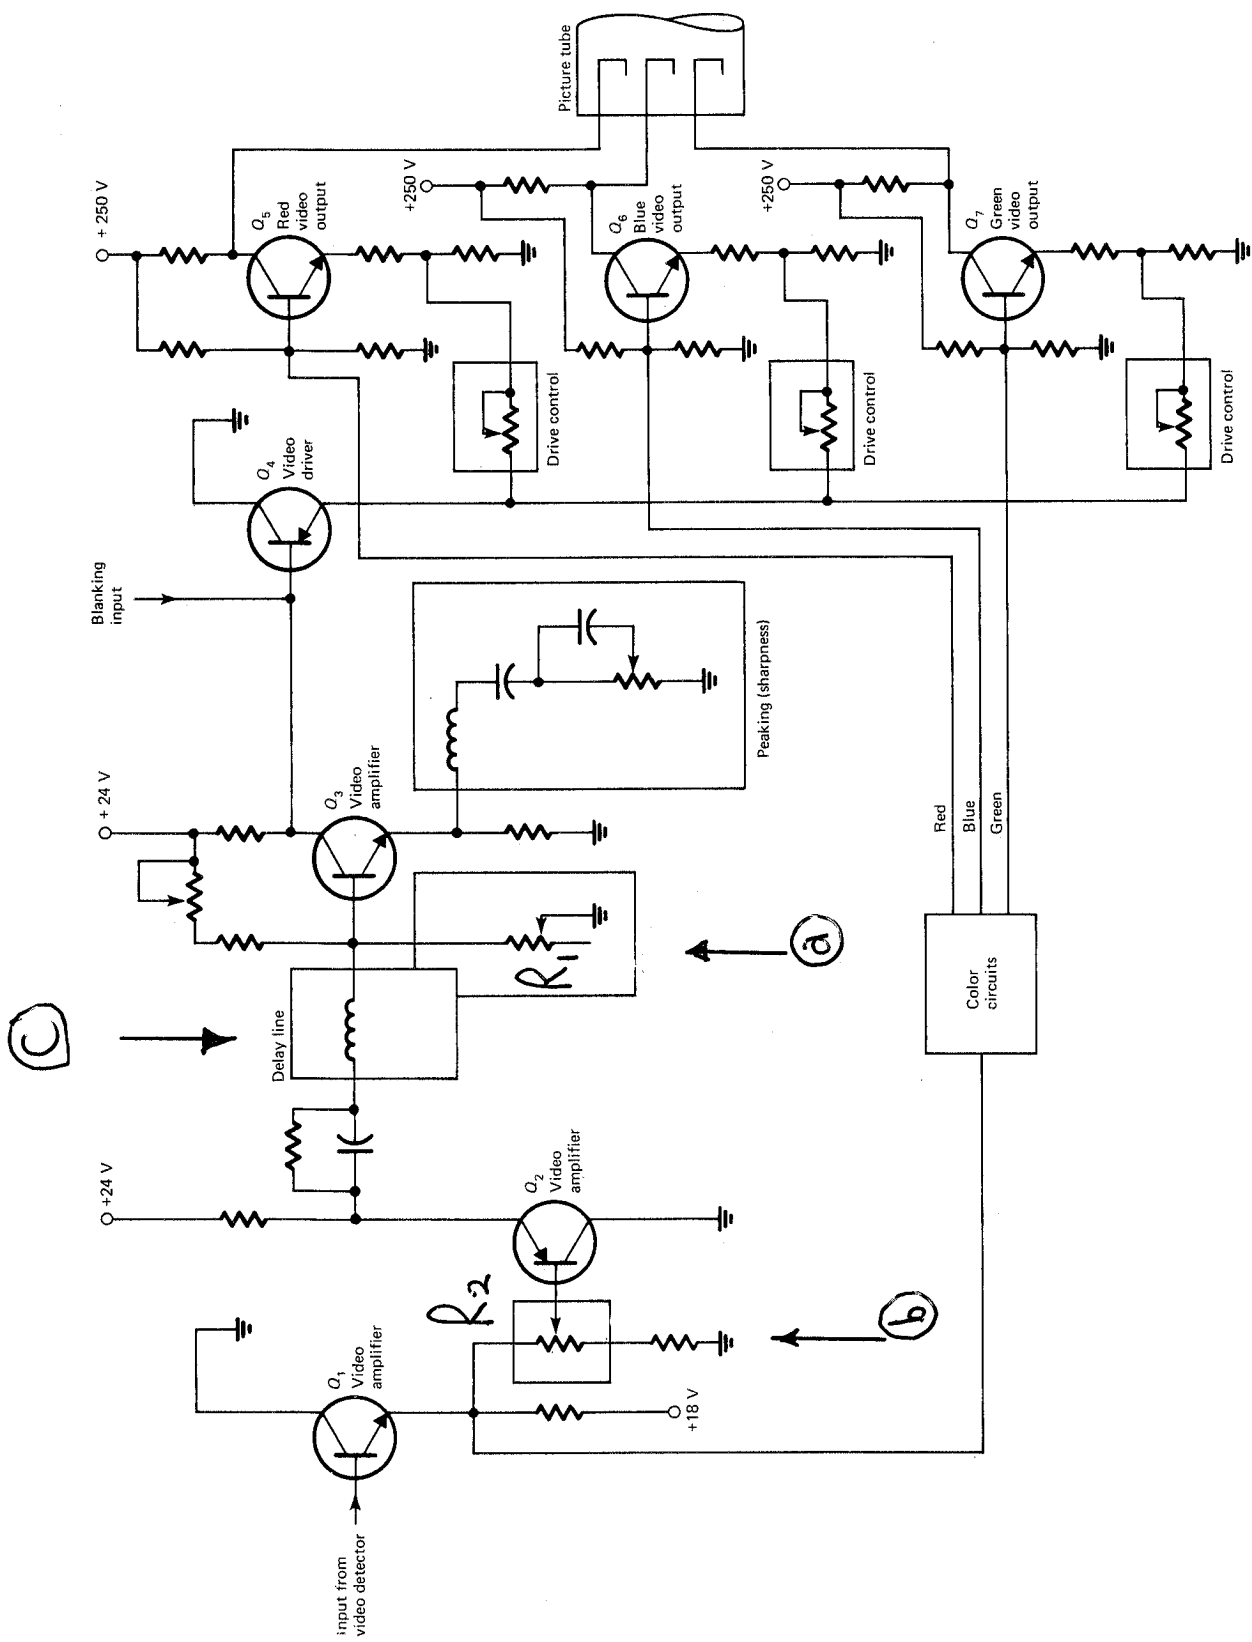 Input from
video detector
Q1
Video
amplifier
+18 V
R2
b
+24 V
Q2
Video
amplifier
C
Delay line
R1
a
+ 24 V
Q3
Video
amplifier
Peaking (sharpness)
Blanking
input
Q4
Video
driver
Color
circuits
Red
Blue
Green
+ 250 V
Q5
Red
video
output
Drive control
+250 V
Q6
Blue
video
output
Drive control
+250 V
Q7
Green
video
output
Drive control
Picture tube